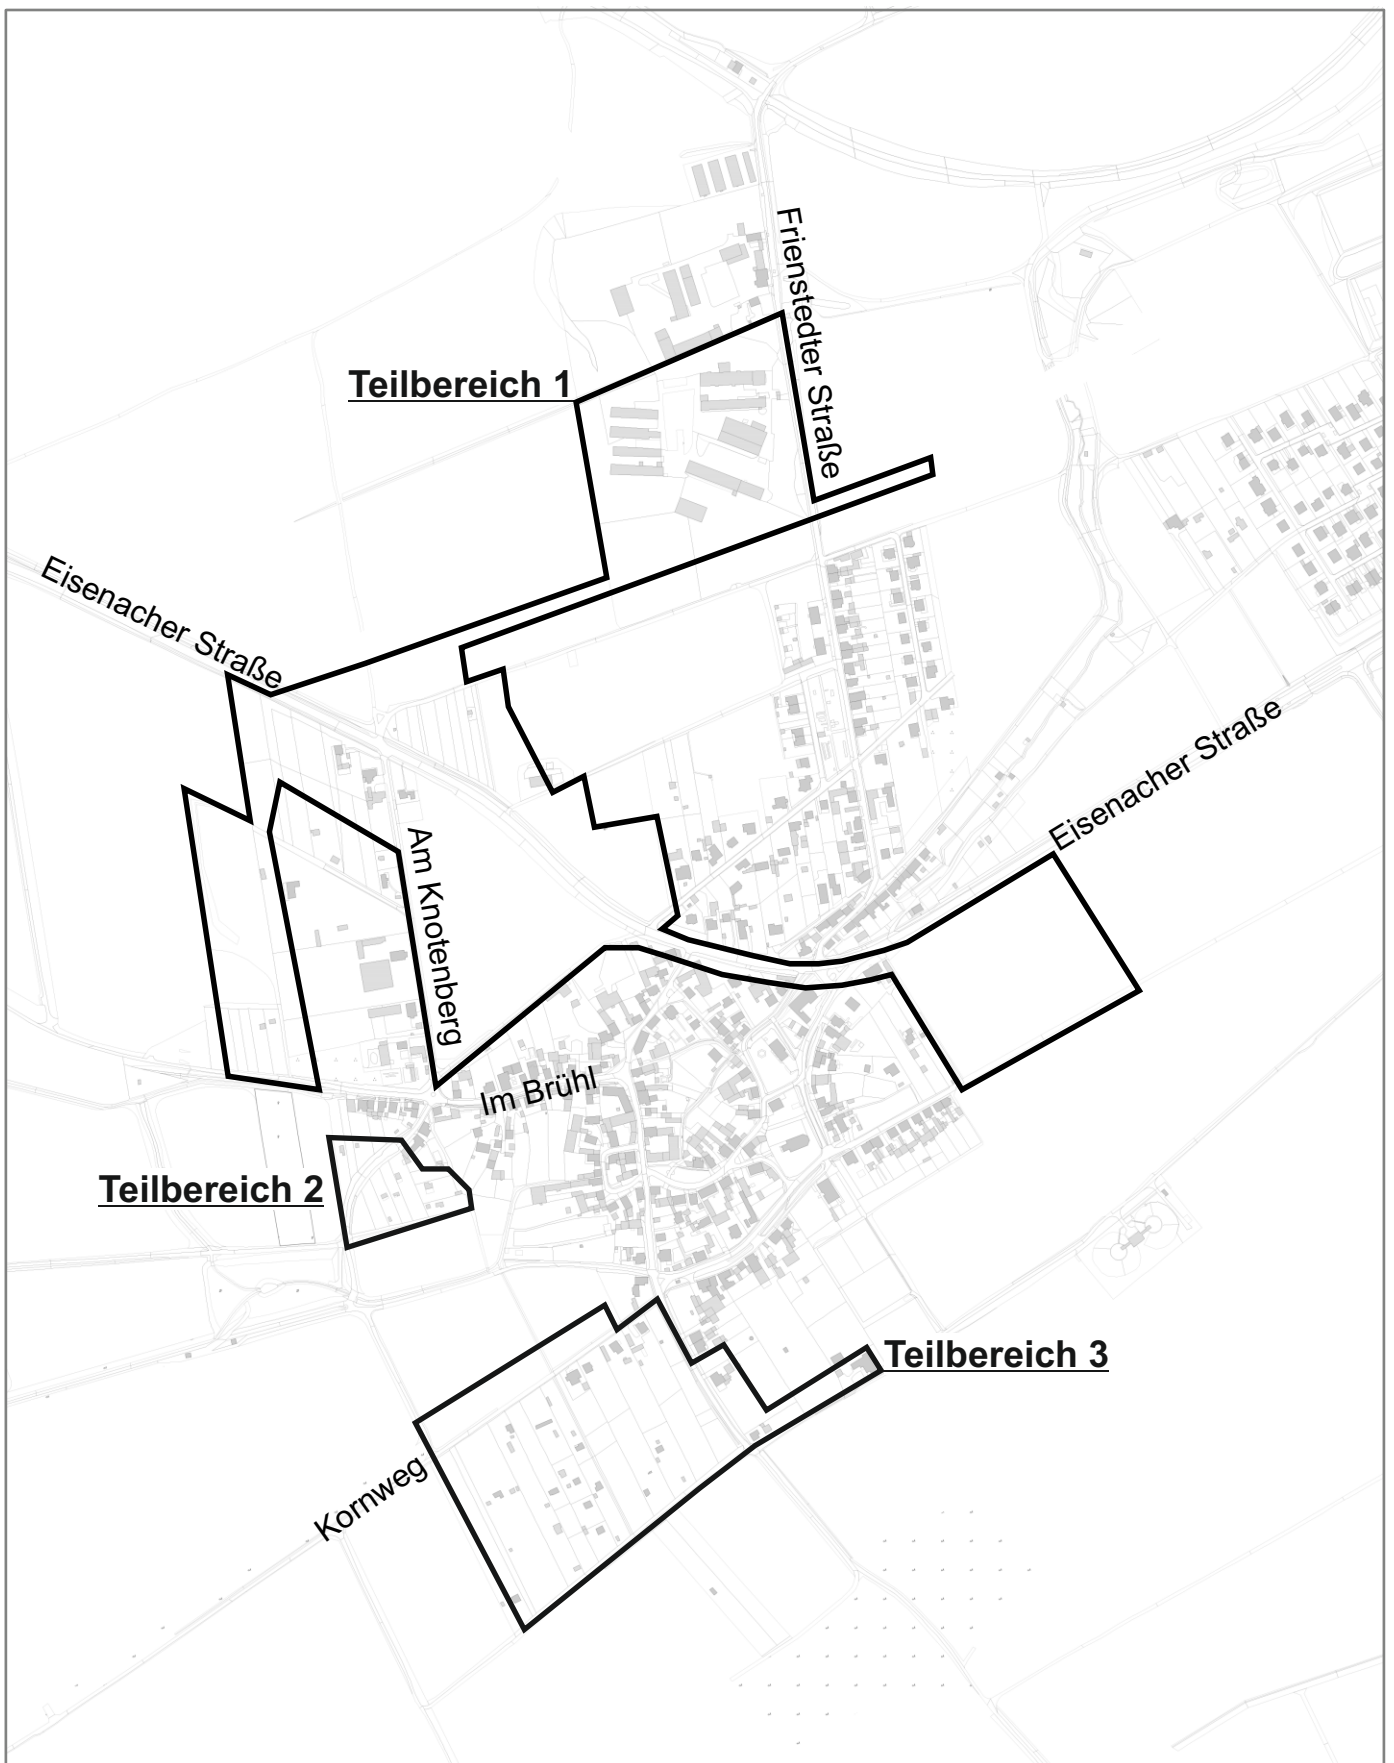 Frienstedter Straße
Teilbereich 1
Eisenacher Straße
Eisenacher Straße
Am Knotenberg
Im Brühl
Teilbereich 2
Teilbereich 3
Kornweg